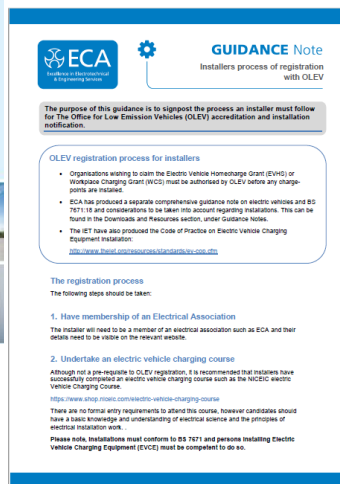 ECA
Excellence in Electrotechnical
& Engineering Services
GUIDANCE Note
Installers process of registration
with OLEV
The purpose of this guidance is to signpost the process an installer must follow
for The Office for Low Emission Vehicles (OLEV) accreditation and installation
notification.
OLEV registration process for installers
• Organisations wishing to claim the Electric Vehicle Homecharge Grant (EVHS) or
Workplace Charging Grant (WCS) must be authorised by OLEV before any charge-
points are installed.
• ECA has produced a separate comprehensive guidance note on electric vehicles and BS
7671:18 and considerations to be taken into account regarding installations. This can be
found in the Downloads and Resources section, under Guidance Notes.
• The IET have also produced the Code of Practice on Electric Vehicle Charging
Equipment Installation:
http://www.theiet.org/resources/standards/ev-cop.cfm
The registration process
The following steps should be taken:
1. Have membership of an Electrical Association
The installer will need to be a member of an electrical association such as ECA and their
details need to be visible on the relevant website.
2. Undertake an electric vehicle charging course
Although not a pre-requisite to OLEV registration, it is recommended that installers have
successfully completed an electric vehicle charging course such as the NICEIC electric
Vehicle Charging Course.
https://www.shop.niceic.com/electric-vehicle-charging-course
There are no formal entry requirements to attend this course, however candidates should
have a basic knowledge and understanding of electrical science and the principles of
electrical installation work. .
Please note, installations must conform to BS 7671 and persons installing Electric
Vehicle Charging Equipment (EVCE) must be competent to do so.